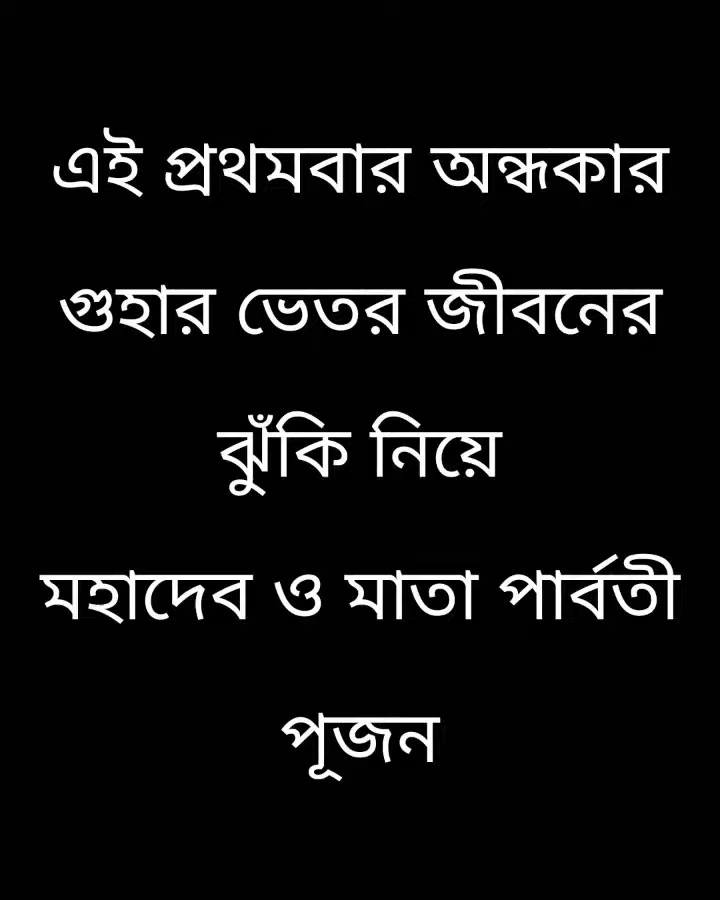 এই প্রথমবার অন্ধকার
গুহার ভেতর জীবনের
ঝুঁকি নিয়ে
মহাদেব ও মাতা পার্বতী
পূজন